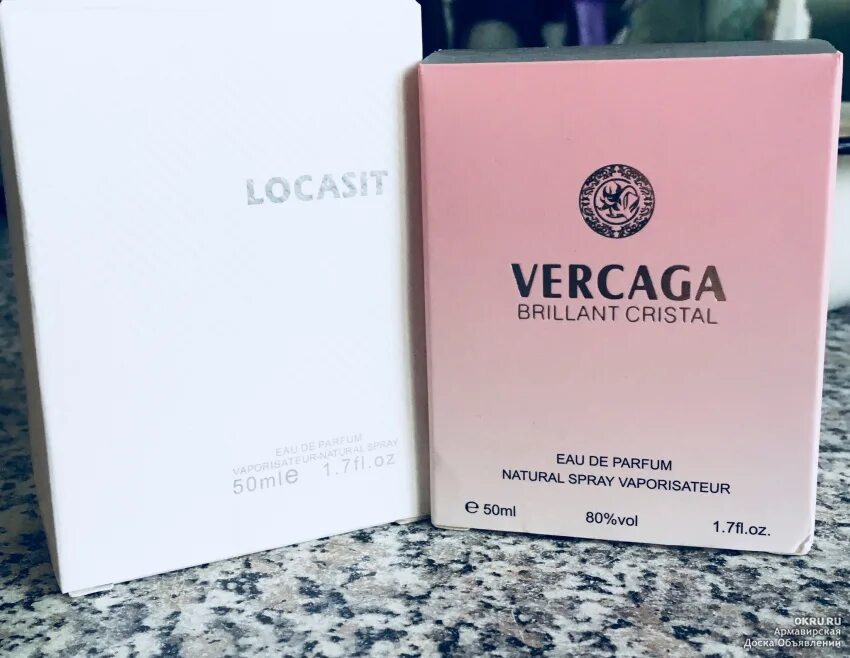 LOCASIT
EAU DE PARFUM
VAPORISATEUR-NATURAL SPRAY
50mle 1.7fl.oz
VERCAGA
BRILLANT CRISTAL
EAU DE PARFUM
NATURAL SPRAY VAPORISATEUR
e 50ml 80%vol 1.7fl.oz.
OKRU.RU
Армавирская
Доска Объявлений